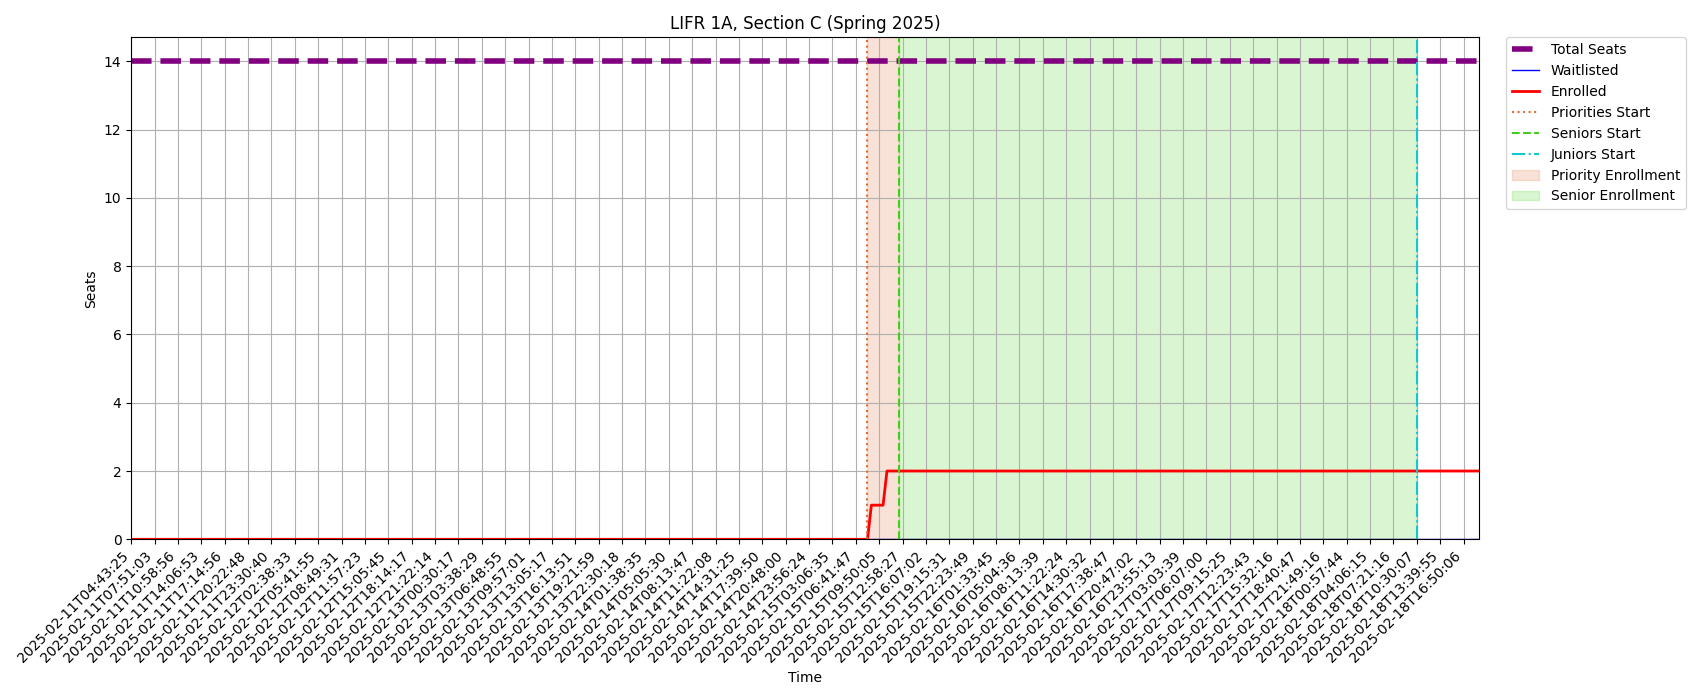 LIFR 1A, Section C (Spring 2025)
Total Seats
Waitlisted
Enrolled
Priorities Start
Seniors Start
Juniors Start
Priority Enrollment
Senior Enrollment
Seats
14
12
10
8
6
4
2
0
2025-02-11T04:43:25
2025-02-11T07:51:03
2025-02-11T10:58:56
2025-02-11T14:06:53
2025-02-11T17:14:56
2025-02-11T20:22:48
2025-02-11T23:30:40
2025-02-12T02:38:33
2025-02-12T05:41:55
2025-02-12T08:49:31
2025-02-12T11:57:23
2025-02-12T15:05:45
2025-02-12T18:14:17
2025-02-12T21:22:14
2025-02-13T00:30:17
2025-02-13T03:38:29
2025-02-13T06:48:55
2025-02-13T09:57:01
2025-02-13T13:05:17
2025-02-13T16:13:51
2025-02-13T19:21:59
2025-02-13T22:30:18
2025-02-14T01:38:35
2025-02-14T05:05:30
2025-02-14T08:13:47
2025-02-14T11:22:08
2025-02-14T14:31:25
2025-02-14T17:39:50
2025-02-14T20:48:00
2025-02-14T23:56:24
2025-02-15T03:06:35
2025-02-15T06:41:47
2025-02-15T09:50:05
2025-02-15T12:58:27
2025-02-15T16:07:02
2025-02-15T19:15:31
2025-02-15T22:23:49
2025-02-16T01:33:45
2025-02-16T05:04:36
2025-02-16T08:13:39
2025-02-16T11:22:24
2025-02-16T14:30:32
2025-02-16T17:38:47
2025-02-16T20:47:02
2025-02-16T23:55:13
2025-02-17T03:03:39
2025-02-17T06:07:00
2025-02-17T09:15:25
2025-02-17T12:23:43
2025-02-17T15:32:16
2025-02-17T18:40:47
2025-02-17T21:49:16
2025-02-18T00:57:44
2025-02-18T04:06:15
2025-02-18T07:21:16
2025-02-18T10:30:07
2025-02-18T13:39:55
2025-02-18T16:50:06
Time